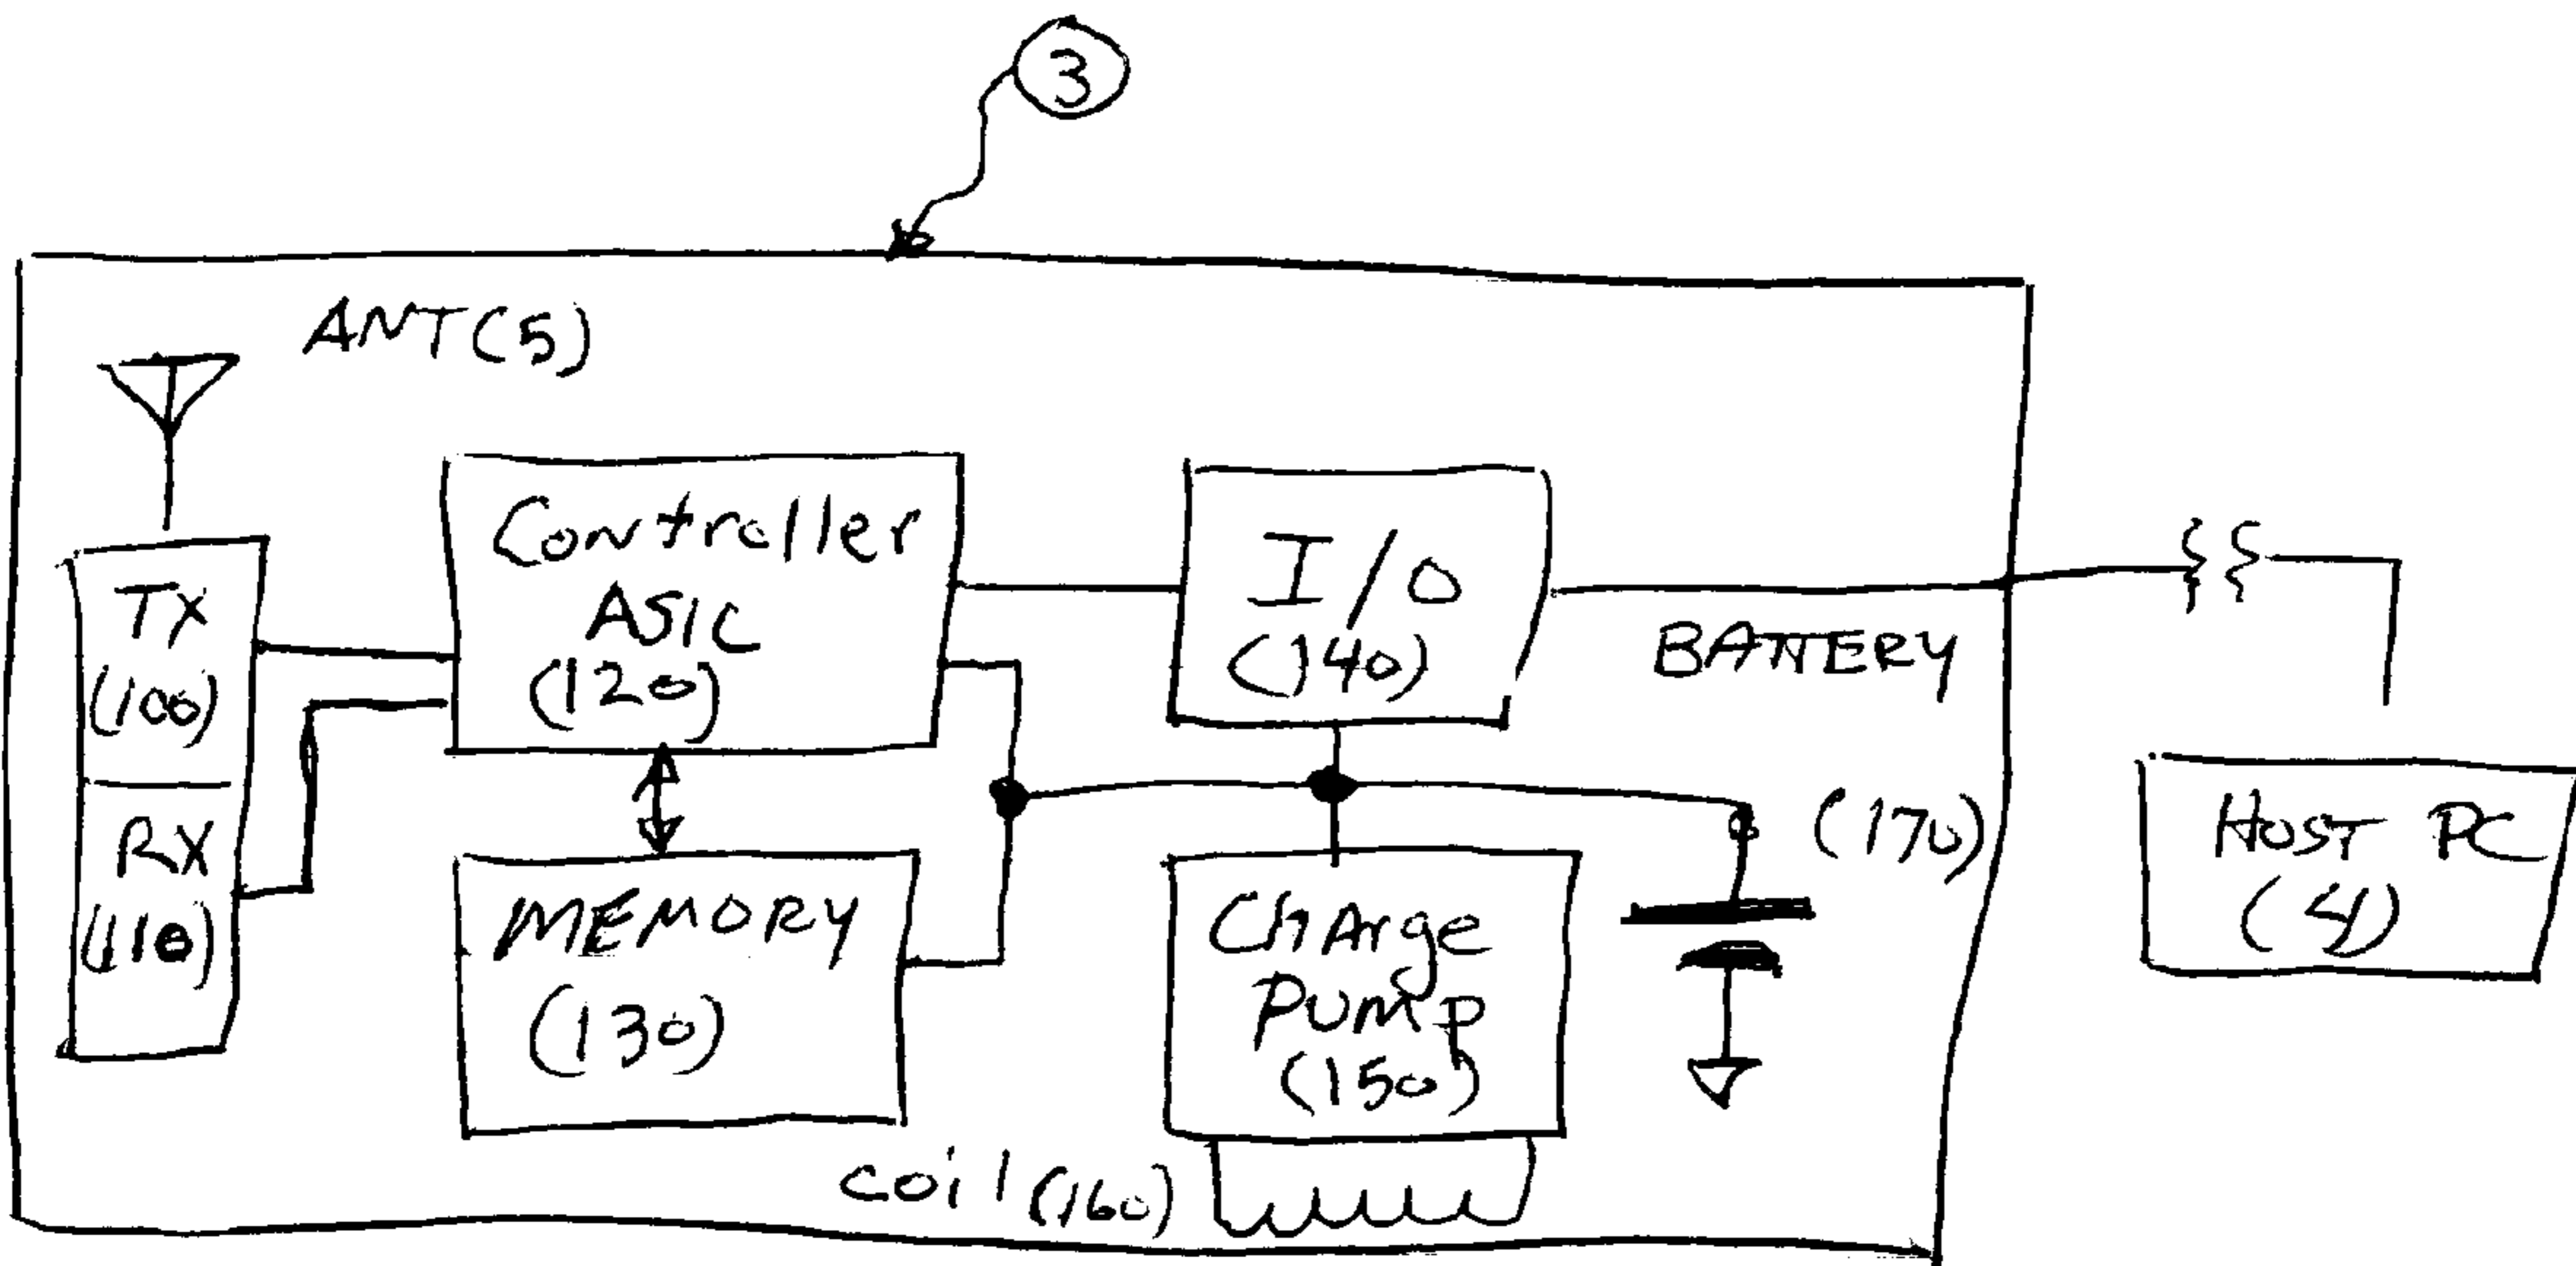 3
ANT(5)
TX
(100)
RX
(110)
Controller
ASIC
(120)
MEMORY
(130)
I/O
(140)
BATTERY
(170)
CHArge
PUMP
(150)
coil (160)
HOST PC
(4)